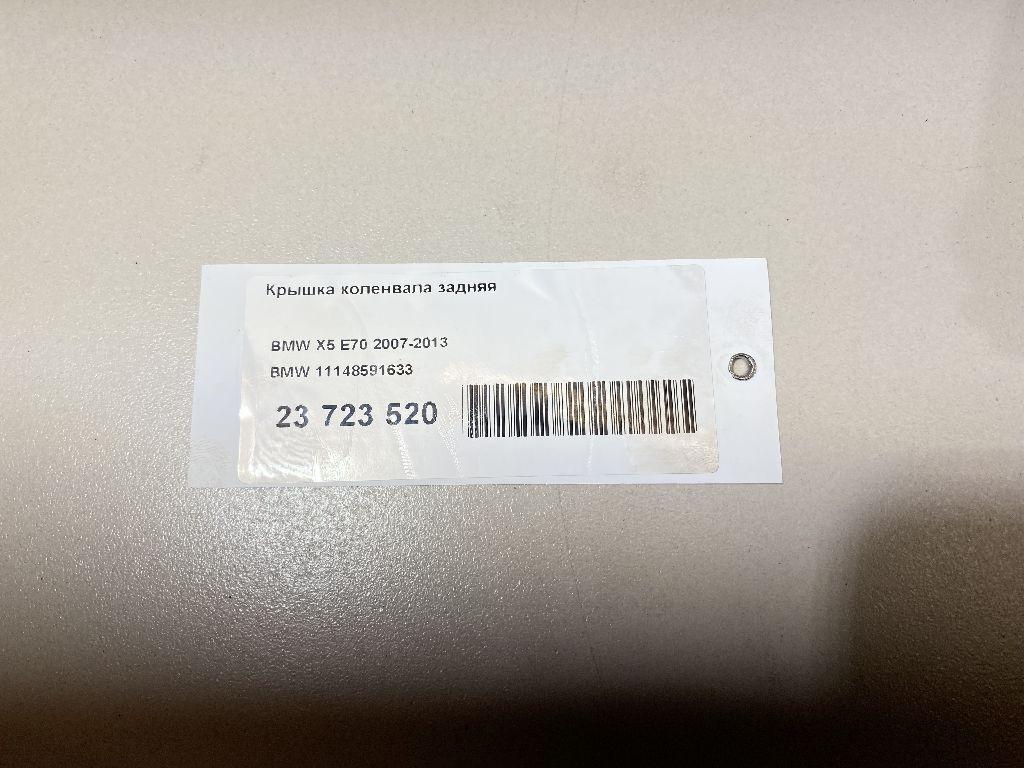 Крышка коленвала задняя
BMW X5 E70 2007-2013
BMW 11148591633
23 723 520